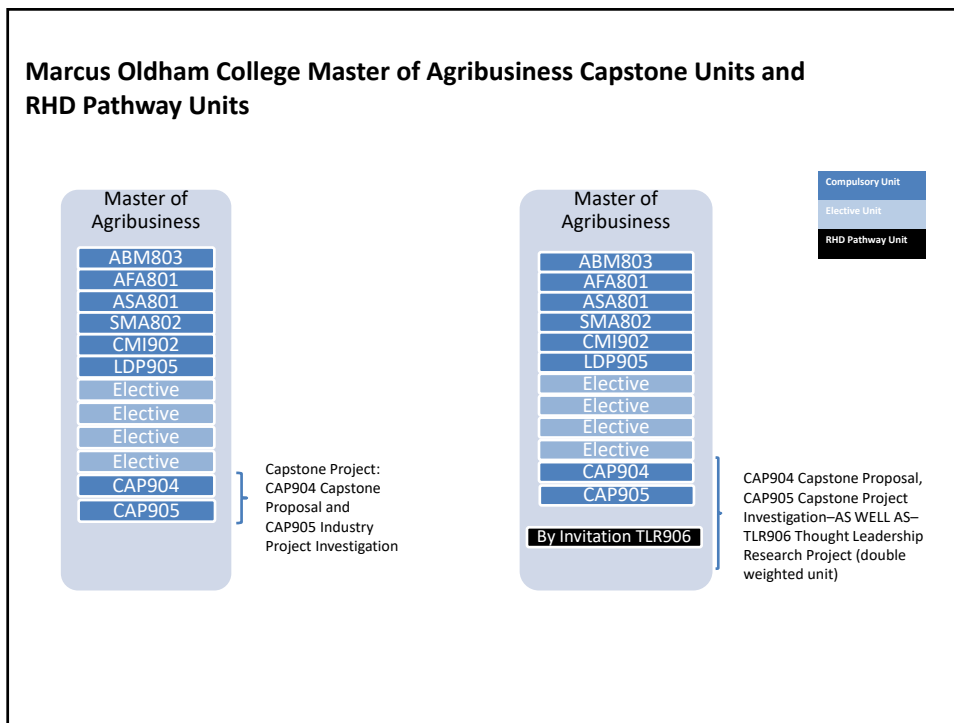 Marcus Oldham College Master of Agribusiness Capstone Units and
RHD Pathway Units
Master of
Agribusiness
ABM803
AFA801
ASA801
SMA802
CMI902
LDP905
Elective
Elective
Elective
Elective
CAP904
CAP905
Capstone Project:
CAP904 Capstone
Proposal and
CAP905 Industry
Project Investigation
Master of
Agribusiness
ABM803
AFA801
ASA801
SMA802
CMI902
LDP905
Elective
Elective
Elective
Elective
CAP904
CAP905
By Invitation TLR906
CAP904 Capstone Proposal,
CAP905 Capstone Project
Investigation–AS WELL AS–
TLR906 Thought Leadership
Research Project (double
weighted unit)
Compulsory Unit
Elective Unit
RHD Pathway Unit